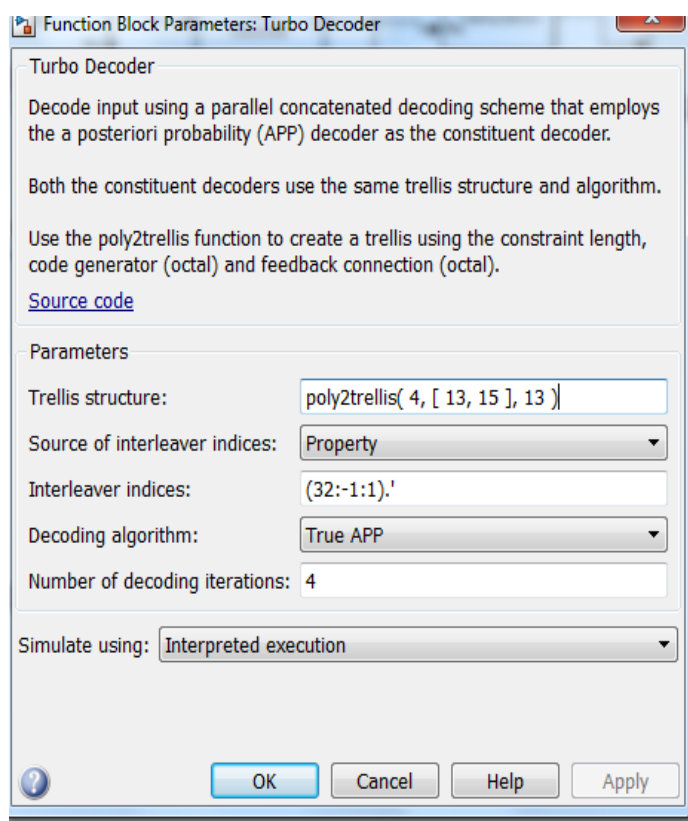 Function Block Parameters: Turbo Decoder
Turbo Decoder
Decode input using a parallel concatenated decoding scheme that employs
the a posteriori probability (APP) decoder as the constituent decoder.
Both the constituent decoders use the same trellis structure and algorithm.
Use the poly2trellis function to create a trellis using the constraint length,
code generator (octal) and feedback connection (octal).
Source code
Parameters
Trellis structure: poly2trellis( 4, [ 13, 15 ], 13 )
Source of interleaver indices: Property
Interleaver indices: (32:-1:1).'
Decoding algorithm: True APP
Number of decoding iterations: 4
Simulate using: Interpreted execution
OK Cancel Help Apply